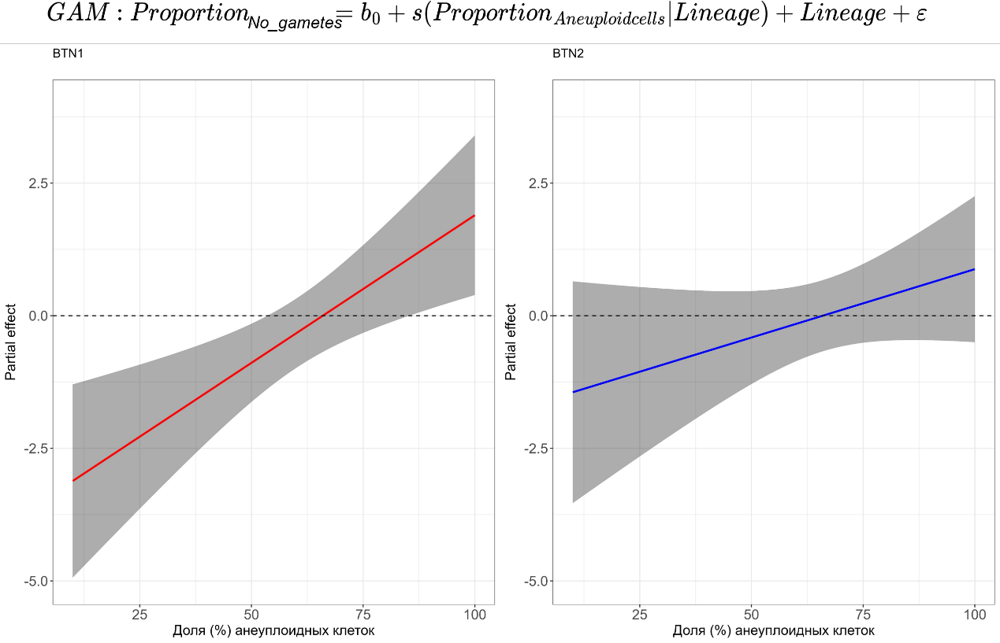 GAM : Proportion_No_gametes = b_0 + s(Proportion_Aneuploidcells|Lineage) + Lineage + ε
BTN1
2.5
0.0
-2.5
-5.0
Partial effect
25 50 75 100
Доля (%) анеуплоидных клеток
BTN2
2.5
0.0
-2.5
-5.0
Partial effect
25 50 75 100
Доля (%) анеуплоидных клеток